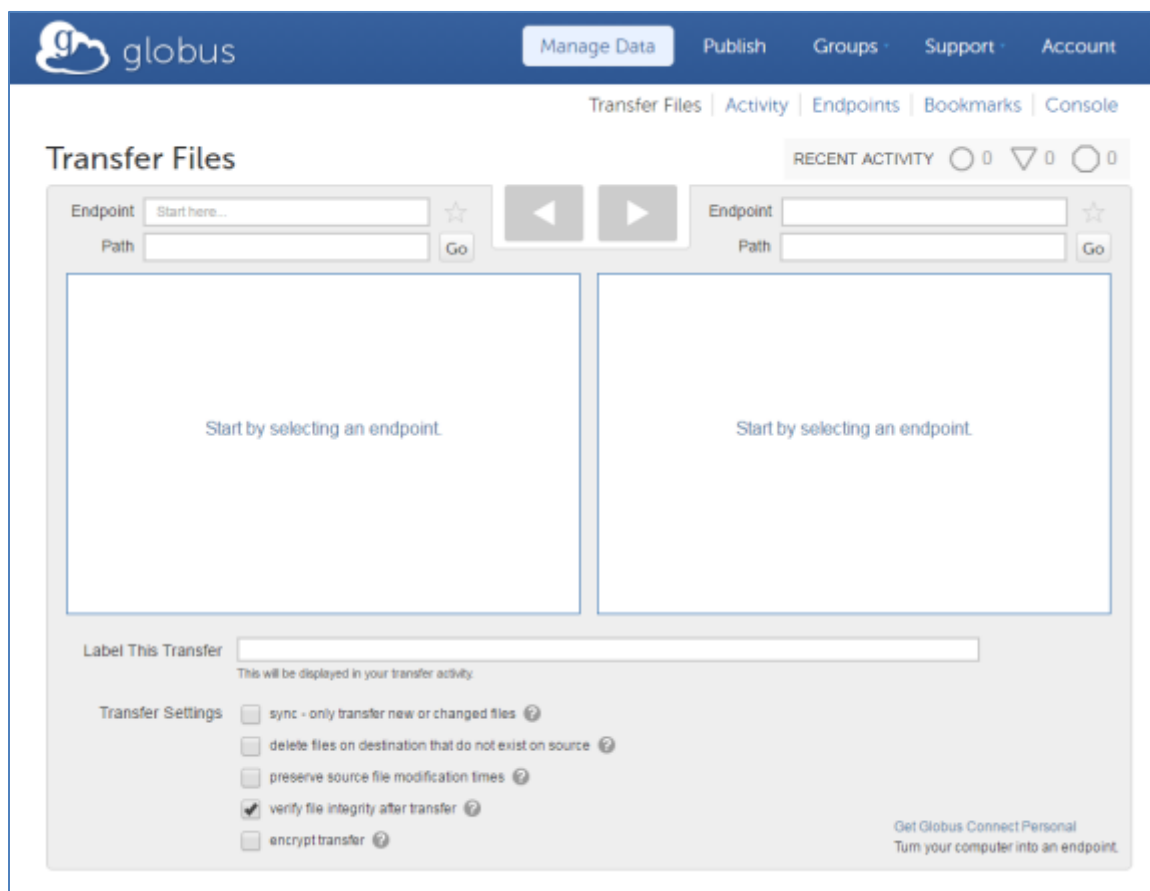 globus
Manage Data Publish Groups Support Account
Transfer Files Activity Endpoints Bookmarks Console
Transfer Files
RECENT ACTIVITY 0 0 0
Endpoint Start here... Endpoint
Path Go Path Go
Start by selecting an endpoint. Start by selecting an endpoint.
Label This Transfer
This will be displayed in your transfer activity.
Transfer Settings sync - only transfer new or changed files ?
delete files on destination that do not exist on source ?
preserve source file modification times ?
verify file integrity after transfer ?
encrypt transfer ?
Get Globus Connect Personal
Turn your computer into an endpoint.